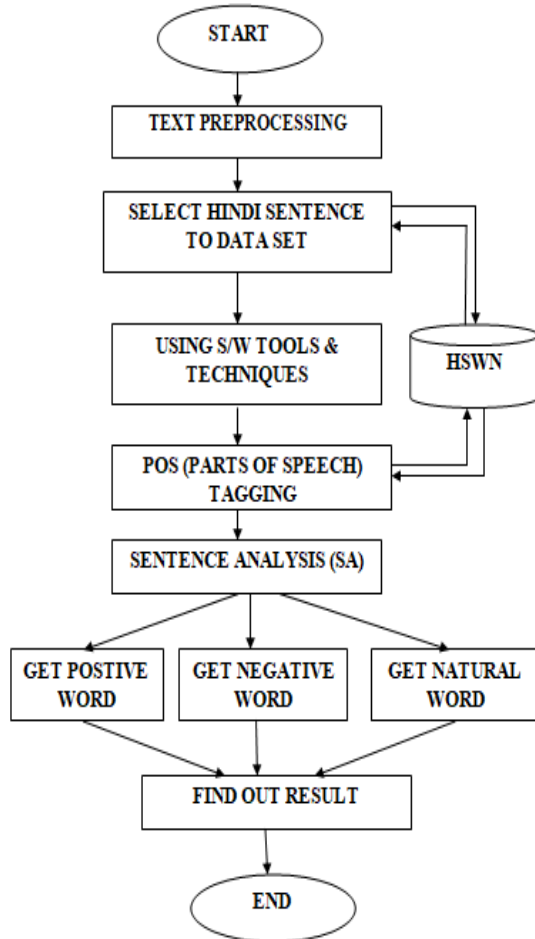 START
TEXT PREPROCESSING
SELECT HINDI SENTENCE
TO DATA SET
USING S/W TOOLS &
TECHNIQUES
HSWN
POS (PARTS OF SPEECH)
TAGGING
SENTENCE ANALYSIS (SA)
GET POSTIVE
WORD
GET NEGATIVE
WORD
GET NATURAL
WORD
FIND OUT RESULT
END